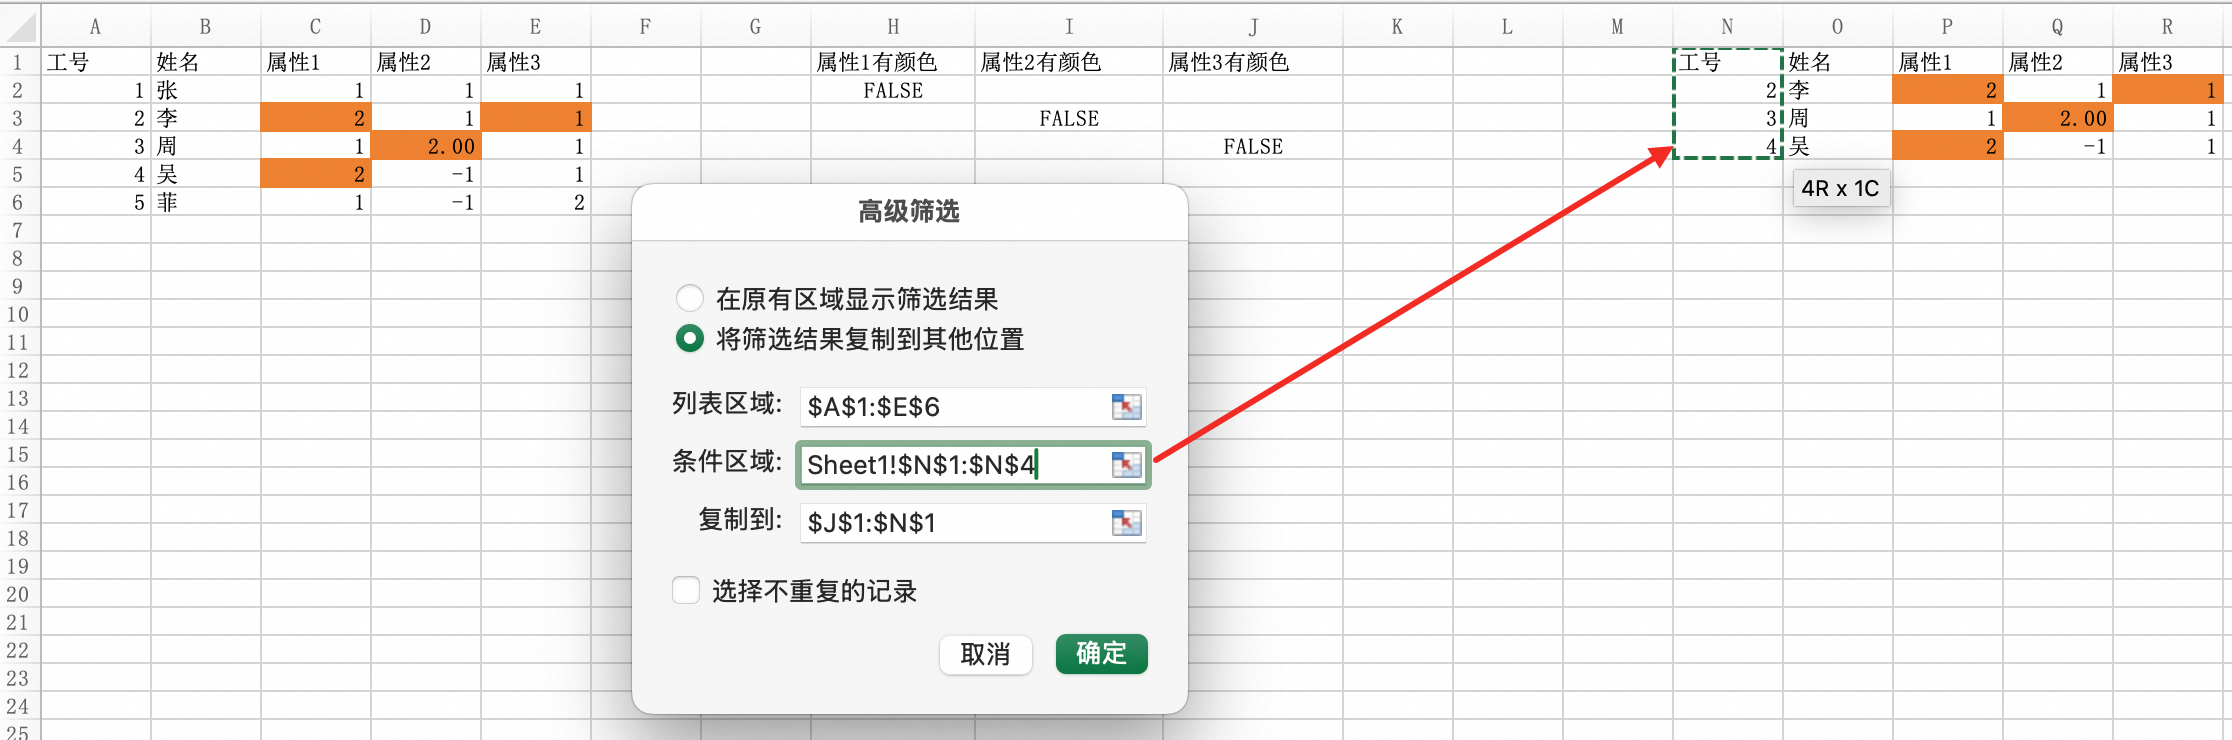 A B C D E F G H I J K L M N O P Q R
1 工号 姓名 属性1 属性2 属性3 属性1有颜色 属性2有颜色 属性3有颜色 工号 姓名 属性1 属性2 属性3
2 1 张 1 1 1 FALSE 2 李 2 1 1
3 2 李 2 1 1 FALSE 3 周 1 2.00 1
4 3 周 1 2.00 1 FALSE 4 吴 2 -1 1
5 4 吴 2 -1 1
6 5 菲 1 -1 2
4R x 1C
7
8
9
10
11
12
13
14
15
16
17
18
19
20
21
22
23
24
25
高级筛选
在原有区域显示筛选结果
将筛选结果复制到其他位置
列表区域: $A$1:$E$6
条件区域: Sheet1!$N$1:$N$4
复制到: $J$1:$N$1
选择不重复的记录
取消 确定